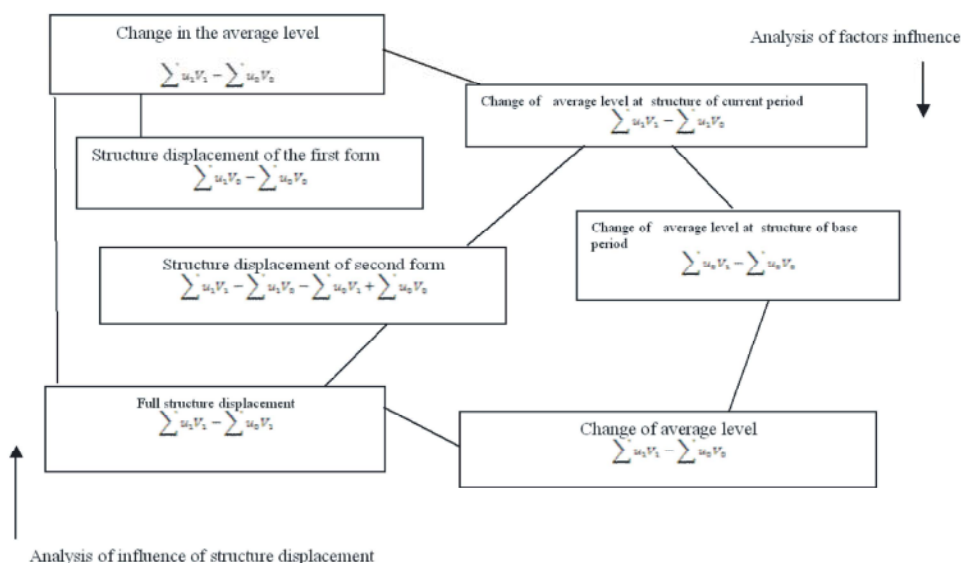 Change in the average level
∑u₁V₁ − ∑u₀V₀
Analysis of factors influence
Change of average level at structure of current period
∑u₁V₁ − ∑u₁V₀
Structure displacement of the first form
∑u₁V₀ − ∑u₀V₀
Change of average level at structure of base
period
∑u₀V₁ − ∑u₀V₀
Structure displacement of second form
∑u₁V₁ − ∑u₁V₀ − ∑u₀V₁ + ∑u₀V₀
Full structure displacement
∑u₁V₁ − ∑u₀V₁
Change of average level
∑u₁V₁ − ∑u₀V₀
Analysis of influence of structure displacement